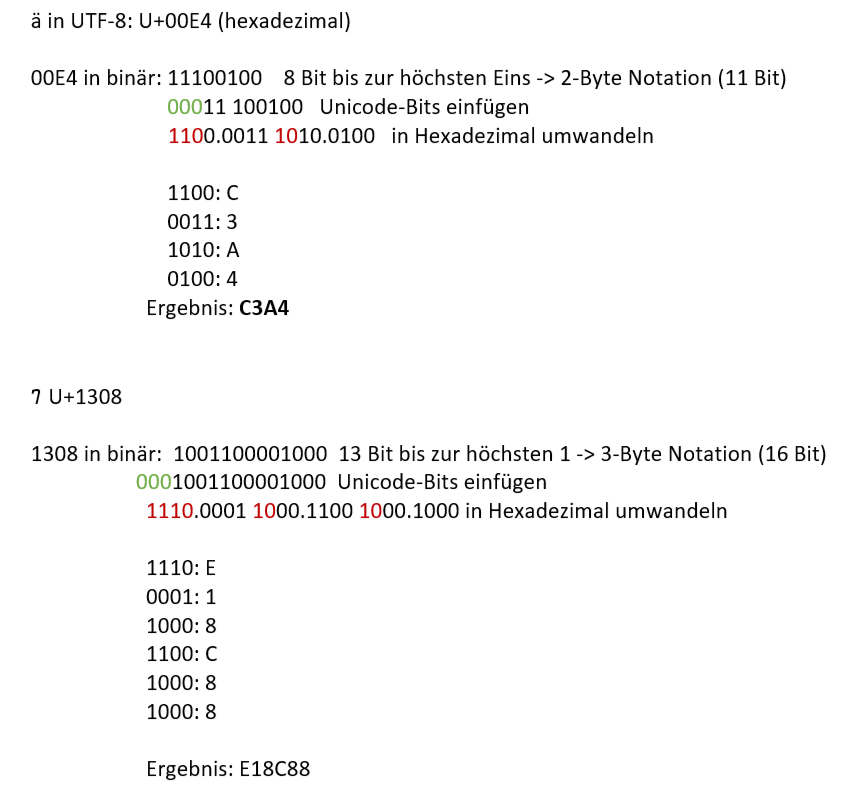 ä in UTF-8: U+00E4 (hexadezimal)
00E4 in binär: 11100100 8 Bit bis zur höchsten Eins -> 2-Byte Notation (11 Bit)
00011 100100 Unicode-Bits einfügen
1100.0011 1010.0100 in Hexadezimal umwandeln
1100: C
0011: 3
1010: A
0100: 4
Ergebnis: C3A4
ገ U+1308
1308 in binär: 1001100001000 13 Bit bis zur höchsten 1 -> 3-Byte Notation (16 Bit)
0001001100001000 Unicode-Bits einfügen
1110.0001 1000.1100 1000.1000 in Hexadezimal umwandeln
1110: E
0001: 1
1000: 8
1100: C
1000: 8
1000: 8
Ergebnis: E18C88